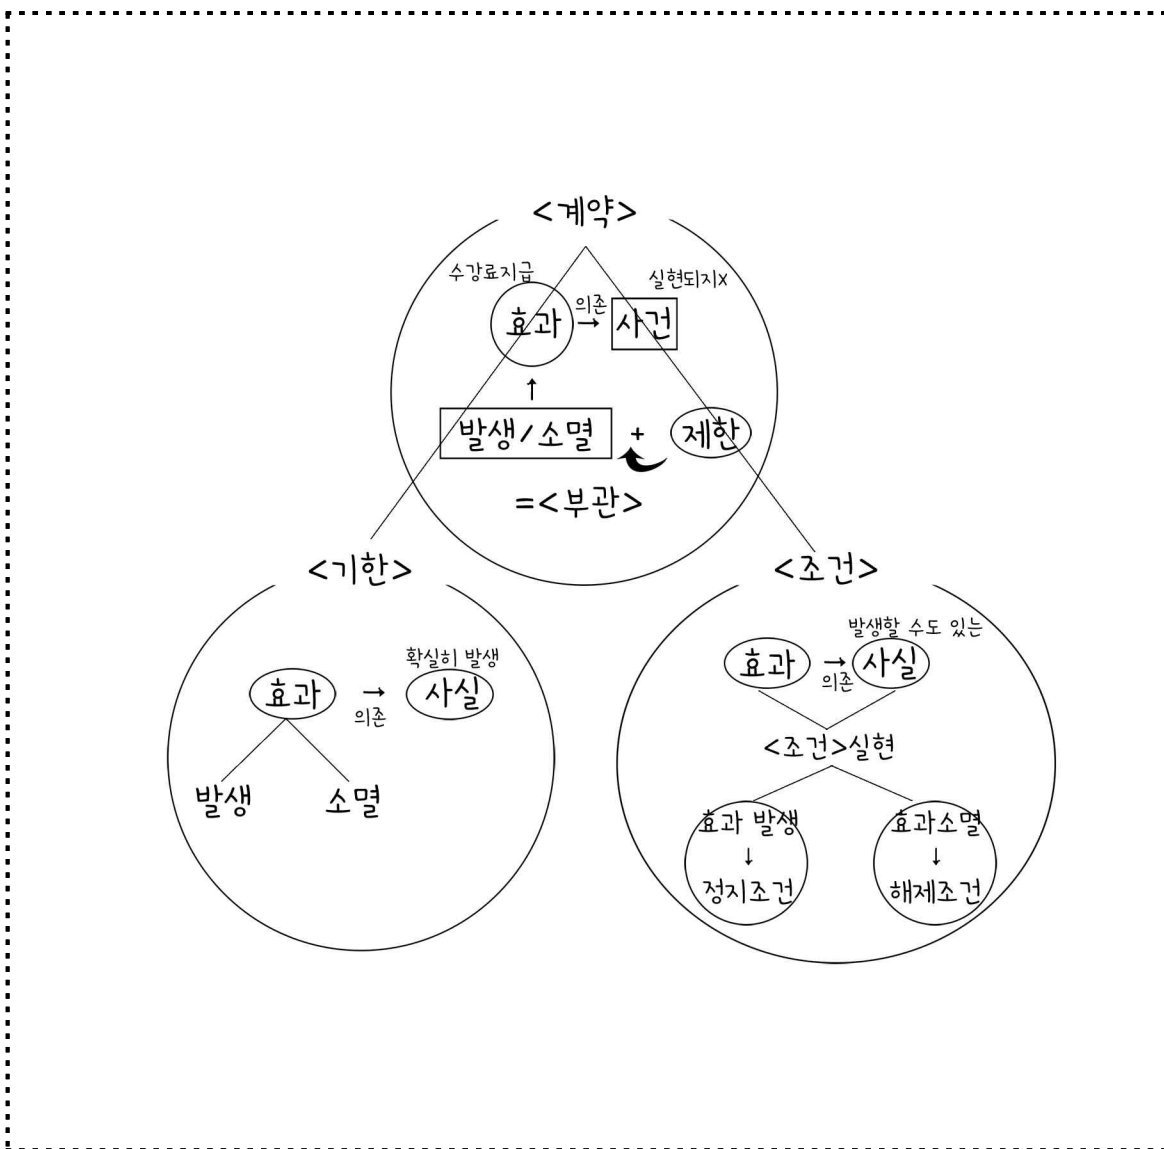 <계약>
수강료지급
실현되지x
효과 의존 → 사건
↑
발생/소멸 + 제한
=<부관>
<기한>
확실히 발생
효과 → 사실
의존
발생 소멸
<조건>
발생할 수도 있는
효과 → 사실
의존
<조건>실현
효과 발생 효과소멸
↓ ↓
정지조건 해제조건